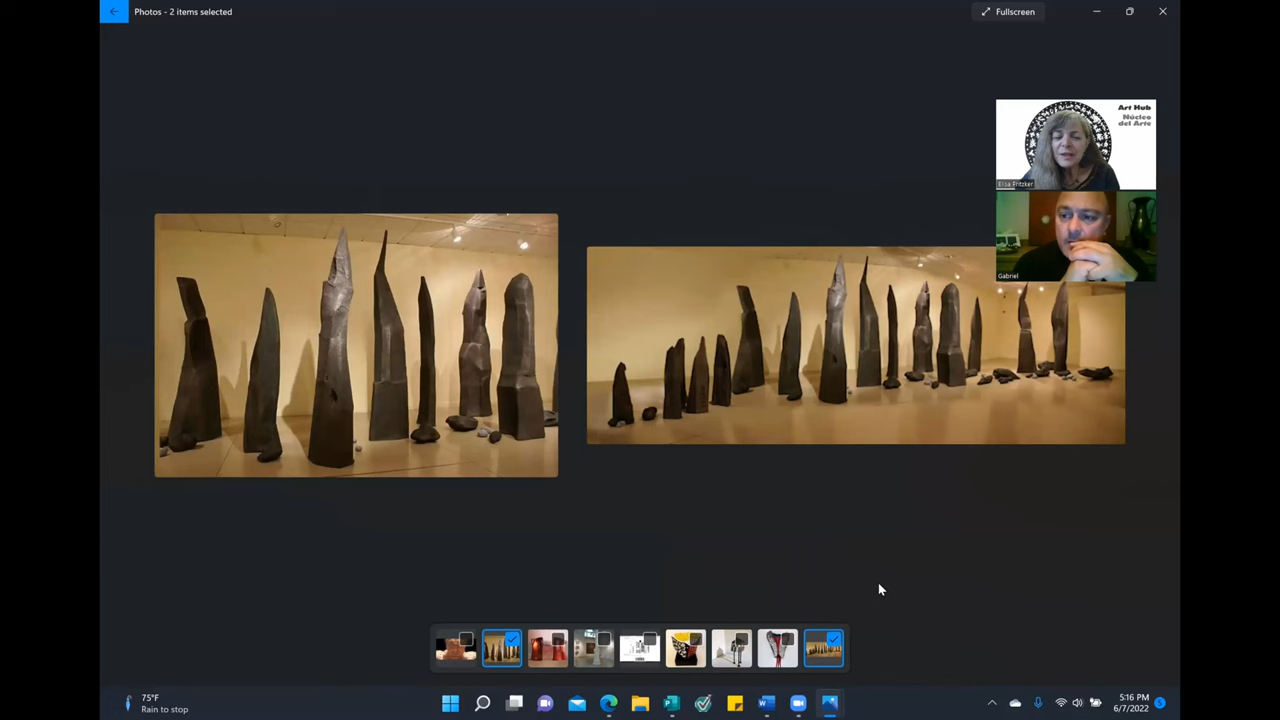 Photos - 2 items selected
Fullscreen
Art Hub
Núcleo
del Arte
Elisa Pritzker
Gabriel
75°F
Rain to stop
5:16 PM
6/7/2022